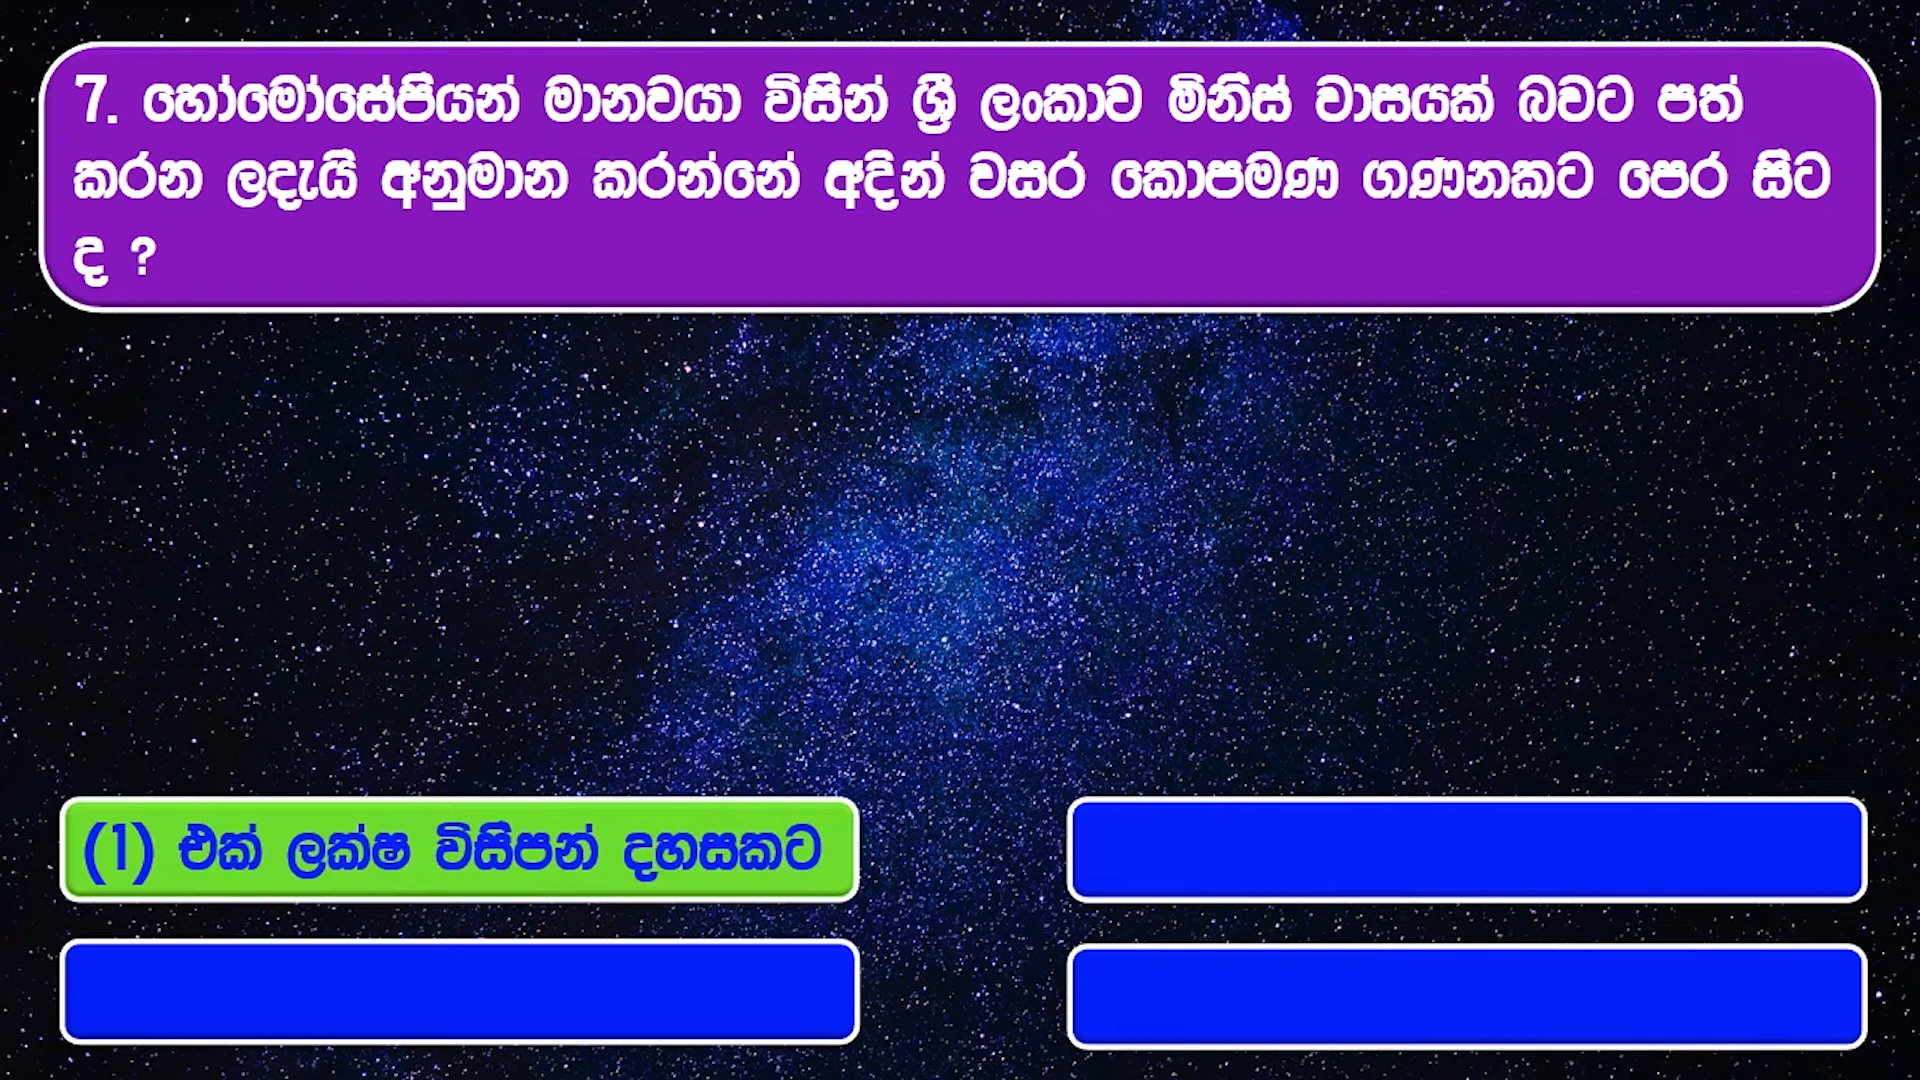 7. හෝමෝසේපියන් මානවයා විසින් ශ්‍රී ලංකාව මිනිස් වාසයක් බවට පත්
කරන ලදැයි අනුමාන කරන්නේ අදින් වසර කොපමණ ගණනකට පෙර සිට
ද ?
(1) එක් ලක්ෂ විසිපන් දහසකට